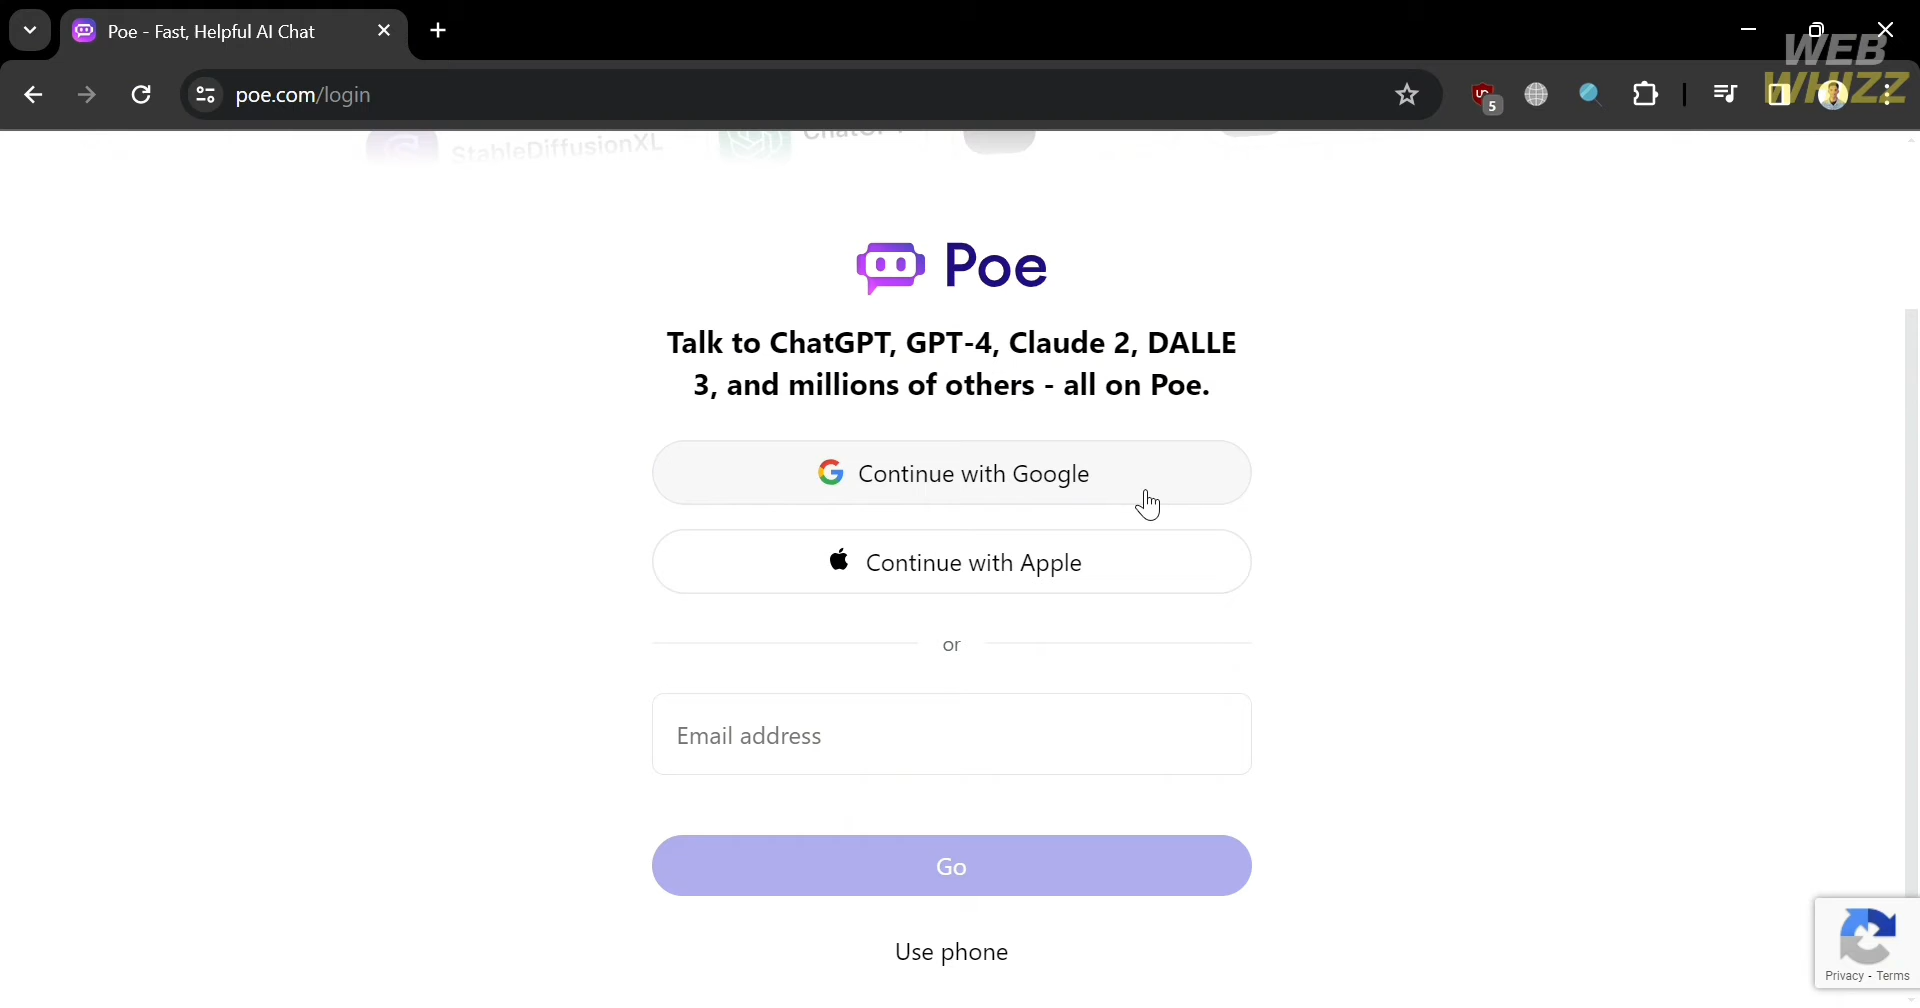 Poe - Fast, Helpful AI Chat
WEB
WHIZZ
poe.com/login
5
StableDiffusionXL
Poe
Talk to ChatGPT, GPT-4, Claude 2, DALLE
3, and millions of others - all on Poe.
Continue with Google
Continue with Apple
or
Email address
Go
Use phone
Privacy - Terms